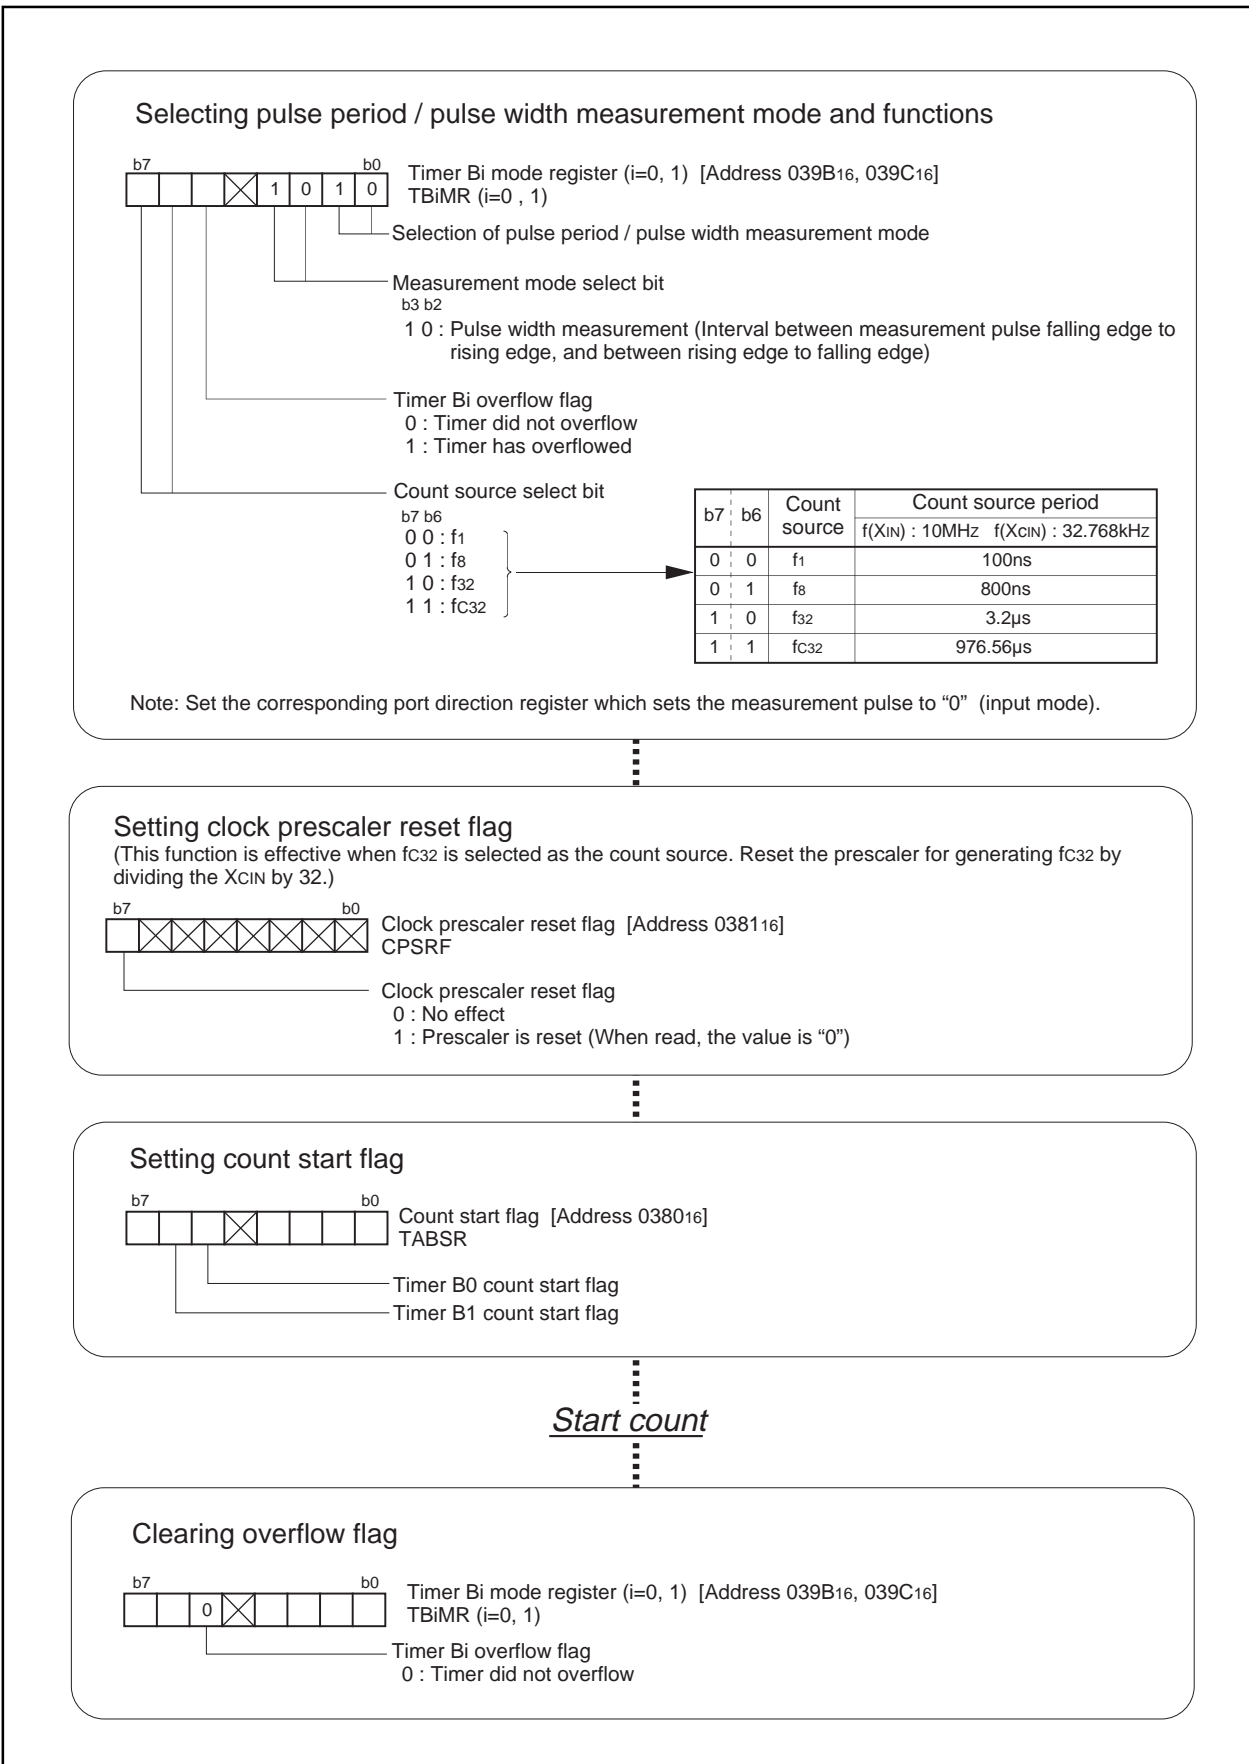 Selecting pulse period / pulse width measurement mode and functions
b7 b0
1 0 1 0
Timer Bi mode register (i=0, 1) [Address 039B16, 039C16]
TBiMR (i=0 , 1)
Selection of pulse period / pulse width measurement mode
Measurement mode select bit
b3 b2
1 0 : Pulse width measurement (Interval between measurement pulse falling edge to
rising edge, and between rising edge to falling edge)
Timer Bi overflow flag
0 : Timer did not overflow
1 : Timer has overflowed
Count source select bit
b7 b6
0 0 : f1
0 1 : f8
1 0 : f32
1 1 : fC32
b7 b6 Count source Count source period
f(XIN) : 10MHz f(XCIN) : 32.768kHz
0 0 f1 100ns
0 1 f8 800ns
1 0 f32 3.2µs
1 1 fC32 976.56µs
Note: Set the corresponding port direction register which sets the measurement pulse to “0” (input mode).
Setting clock prescaler reset flag
(This function is effective when fC32 is selected as the count source. Reset the prescaler for generating fC32 by
dividing the XCIN by 32.)
b7 b0
Clock prescaler reset flag [Address 038116]
CPSRF
Clock prescaler reset flag
0 : No effect
1 : Prescaler is reset (When read, the value is “0”)
Setting count start flag
b7 b0
Count start flag [Address 038016]
TABSR
Timer B0 count start flag
Timer B1 count start flag
Start count
Clearing overflow flag
b7 b0
0
Timer Bi mode register (i=0, 1) [Address 039B16, 039C16]
TBiMR (i=0, 1)
Timer Bi overflow flag
0 : Timer did not overflow